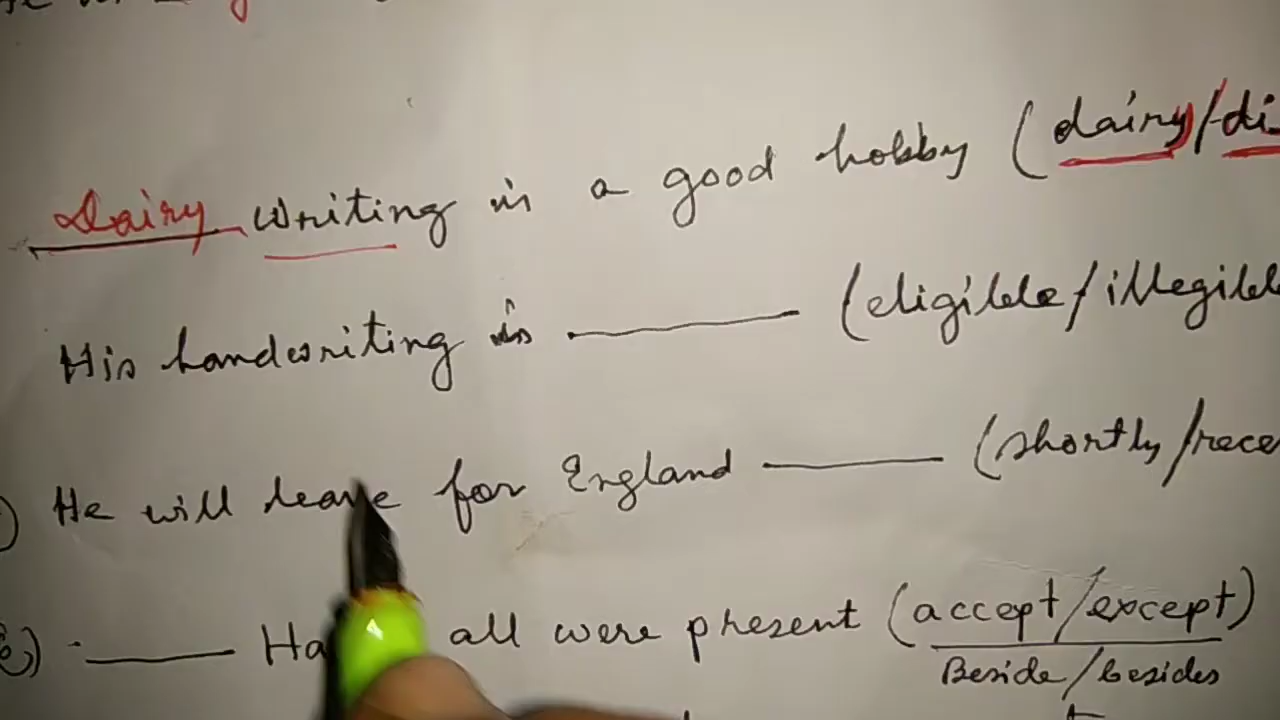 Dairy writing is a good hobby (dairy/di
His handwriting is ______ (eligible/illegible
He will leave for England ______ (shortly/rece
______ Ha all were present (accept/except)
Beside/besides